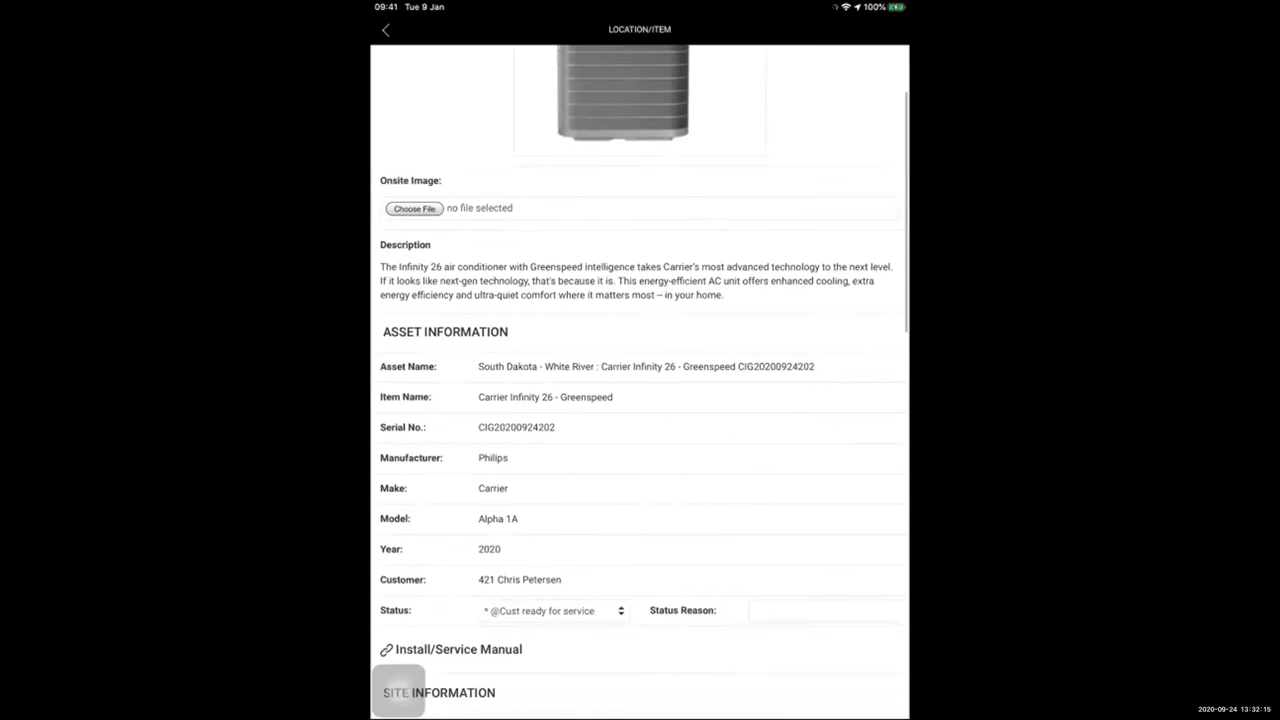 09:41 Tue 9 Jan 100%
LOCATION/ITEM
Onsite Image:
Choose File no file selected
Description
The Infinity 26 air conditioner with Greenspeed intelligence takes Carrier's most advanced technology to the next level.
If it looks like next-gen technology, that's because it is. This energy-efficient AC unit offers enhanced cooling, extra
energy efficiency and ultra-quiet comfort where it matters most -- in your home.
ASSET INFORMATION
Asset Name: South Dakota - White River : Carrier Infinity 26 - Greenspeed CIG20200924202
Item Name: Carrier Infinity 26 - Greenspeed
Serial No.: CIG20200924202
Manufacturer: Philips
Make: Carrier
Model: Alpha 1A
Year: 2020
Customer: 421 Chris Petersen
Status: * @Cust ready for service Status Reason:
Install/Service Manual
SITE INFORMATION
2020-09-24 13:32:15